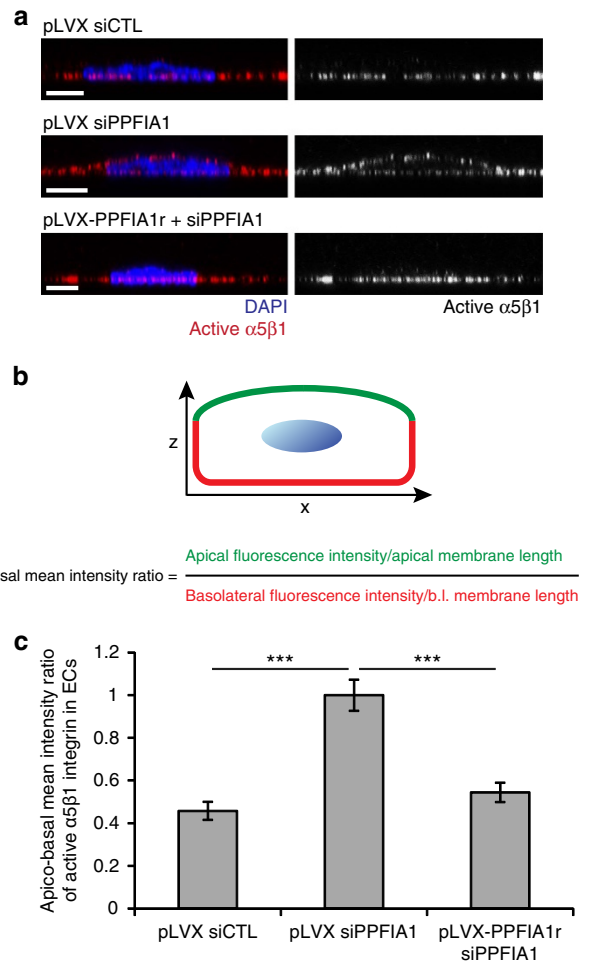 a
pLVX siCTL
pLVX siPPFIA1
pLVX-PPFIA1r + siPPFIA1
DAPI
Active α5β1
Active α5β1
b
z
x
sal mean intensity ratio =
Apical fluorescence intensity/apical membrane length
Basolateral fluorescence intensity/b.l. membrane length
c
Apico-basal mean intensity ratio
of active α5β1 integrin in ECs
1.2
1
0.8
0.6
0.4
0.2
0
***
***
pLVX siCTL
pLVX siPPFIA1
pLVX-PPFIA1r
siPPFIA1